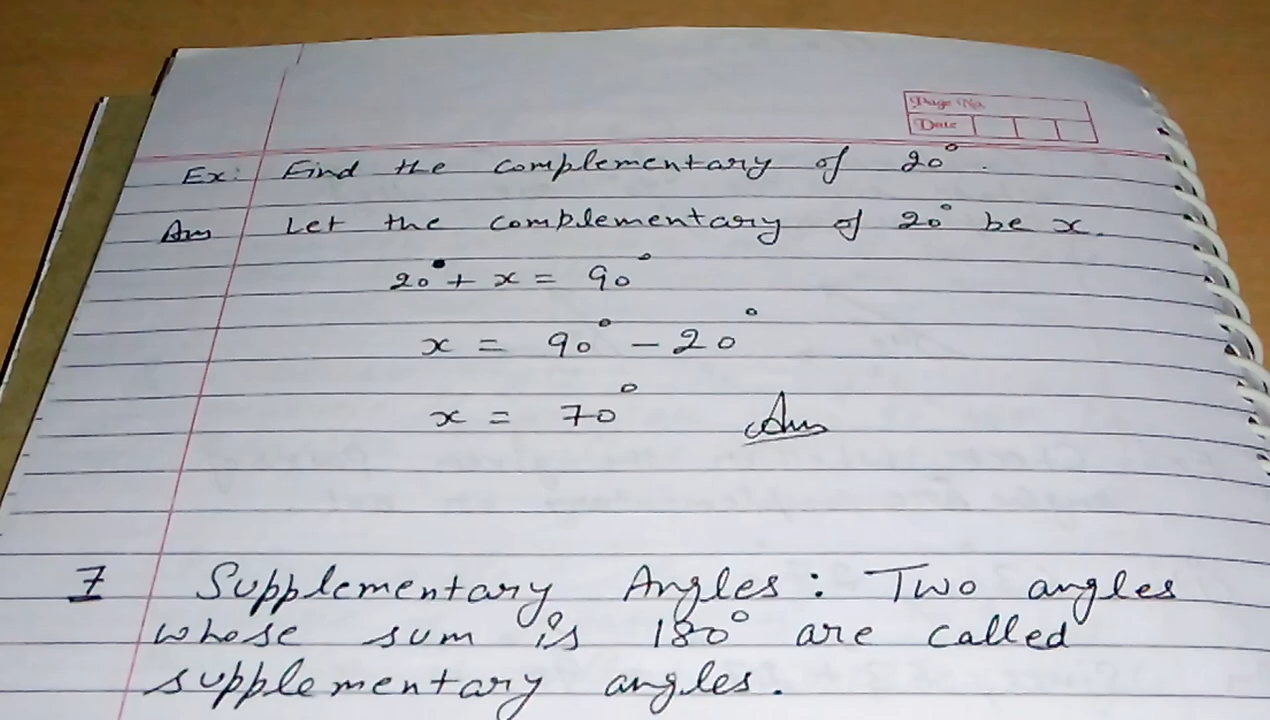 Page No.
Date
Ex: Find the complementary of 20°.
Ans Let the complementary of 20° be x.
20° + x = 90°
x = 90° - 20°
x = 70° Ans
7 Supplementary Angles: Two angles
whose sum is 180° are called
supplementary angles.